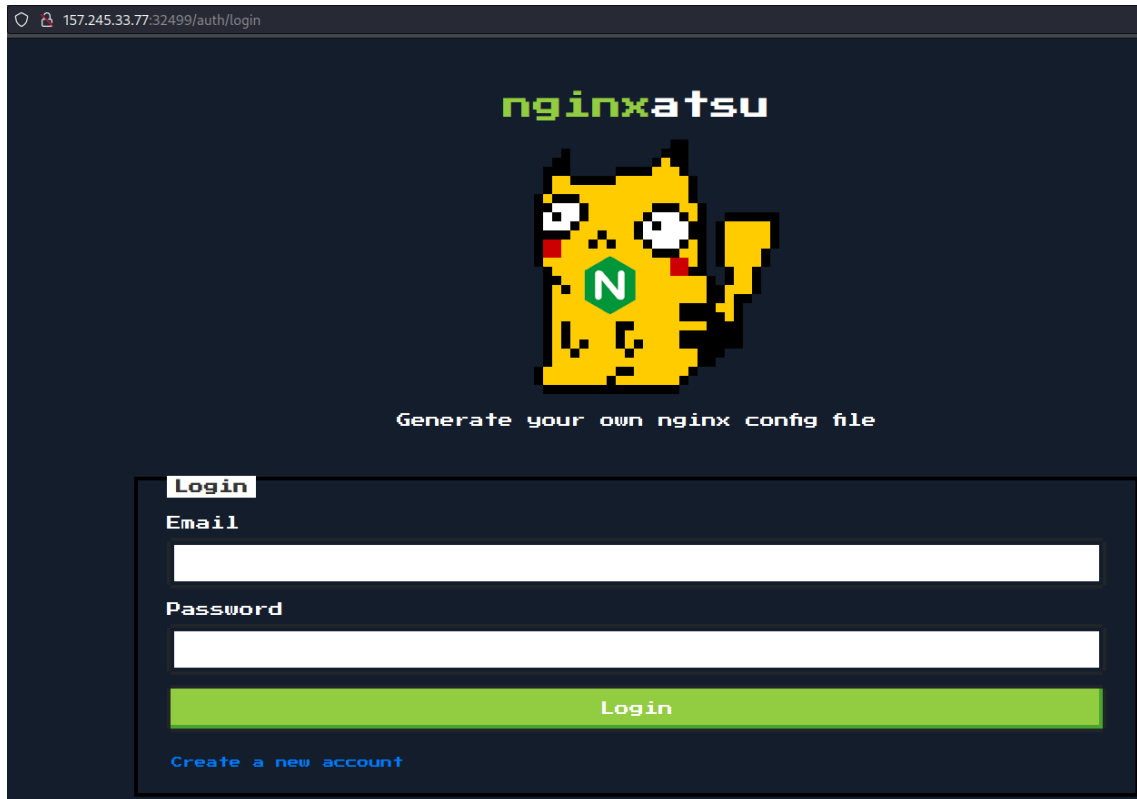 157.245.33.77:32499/auth/login
nginxatsu
N
Generate your own nginx config file
Login
Email
Password
Login
Create a new account